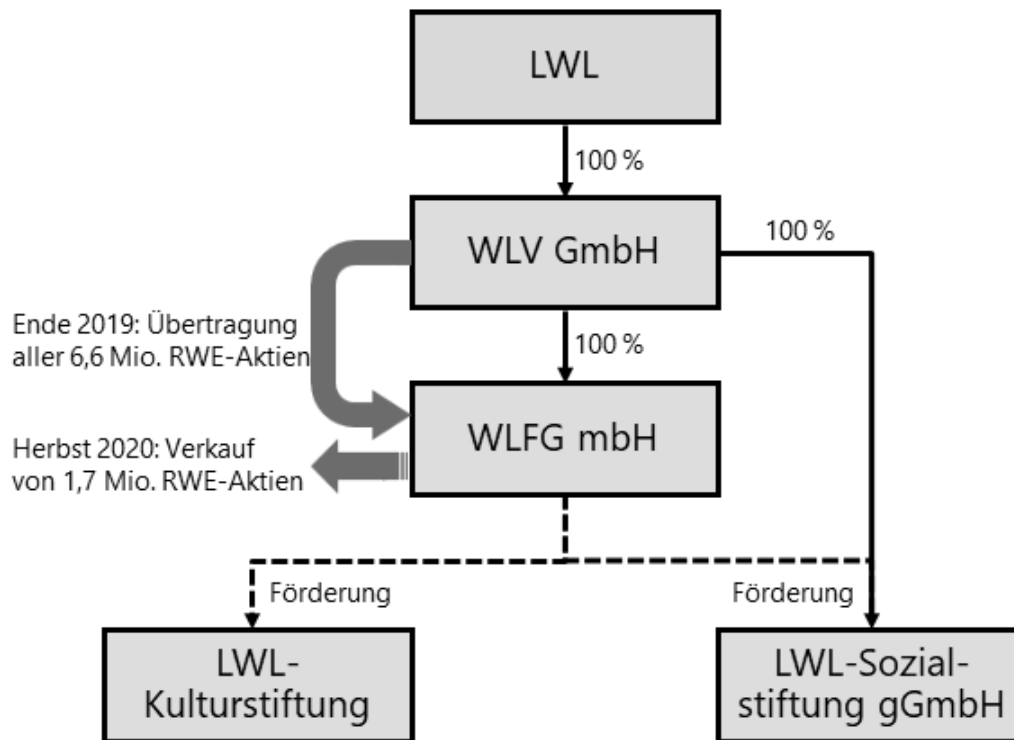 LWL
100 %
WLV GmbH
100 %
Ende 2019: Übertragung
aller 6,6 Mio. RWE-Aktien
100 %
WLFG mbH
Herbst 2020: Verkauf
von 1,7 Mio. RWE-Aktien
Förderung
Förderung
LWL-
Kulturstiftung
LWL-Sozial-
stiftung gGmbH